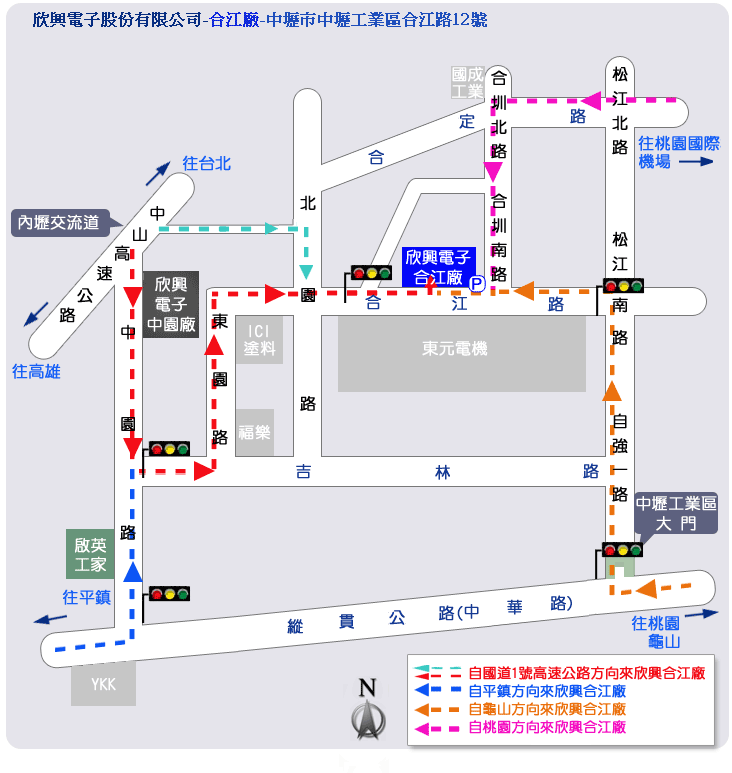 欣興電子股份有限公司-合江廠-中壢市中壢工業區合江路12號
國成
工業
合圳北路
松江北路
合定路
往桃園國際
機場
往台北
內壢交流道
中山高速公路
北園路
合圳南路
松江南路
欣興電子
合江廠
P
欣興
電子
中園廠
合江路
東園路
ICI
塗料
東元電機
往高雄
中園路
福樂
自強一路
吉林路
中壢工業區
大門
啟英
工家
往平鎮
縱貫公路(中華路)
往桃園
龜山
YKK
N
自國道1號高速公路方向來欣興合江廠
自平鎮方向來欣興合江廠
自龜山方向來欣興合江廠
自桃園方向來欣興合江廠